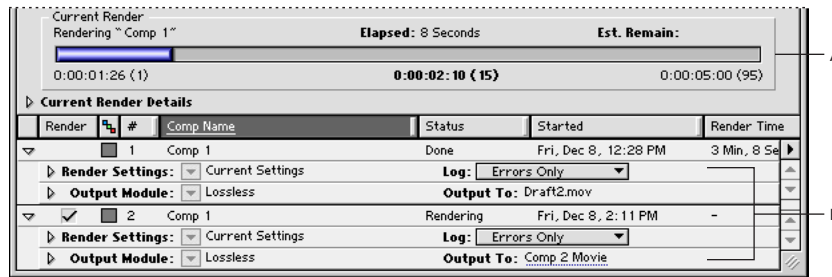 Current Render
Rendering “Comp 1”
Elapsed: 8 Seconds
Est. Remain:
0:00:01:26 (1)
0:00:02:10 (15)
0:00:05:00 (95)
Current Render Details
Render # Comp Name Status Started Render Time
1 Comp 1 Done Fri, Dec 8, 12:28 PM 3 Min, 8 Se
Render Settings: Current Settings Log: Errors Only
Output Module: Lossless Output To: Draft2.mov
2 Comp 1 Rendering Fri, Dec 8, 2:11 PM -
Render Settings: Current Settings Log: Errors Only
Output Module: Lossless Output To: Comp 2 Movie